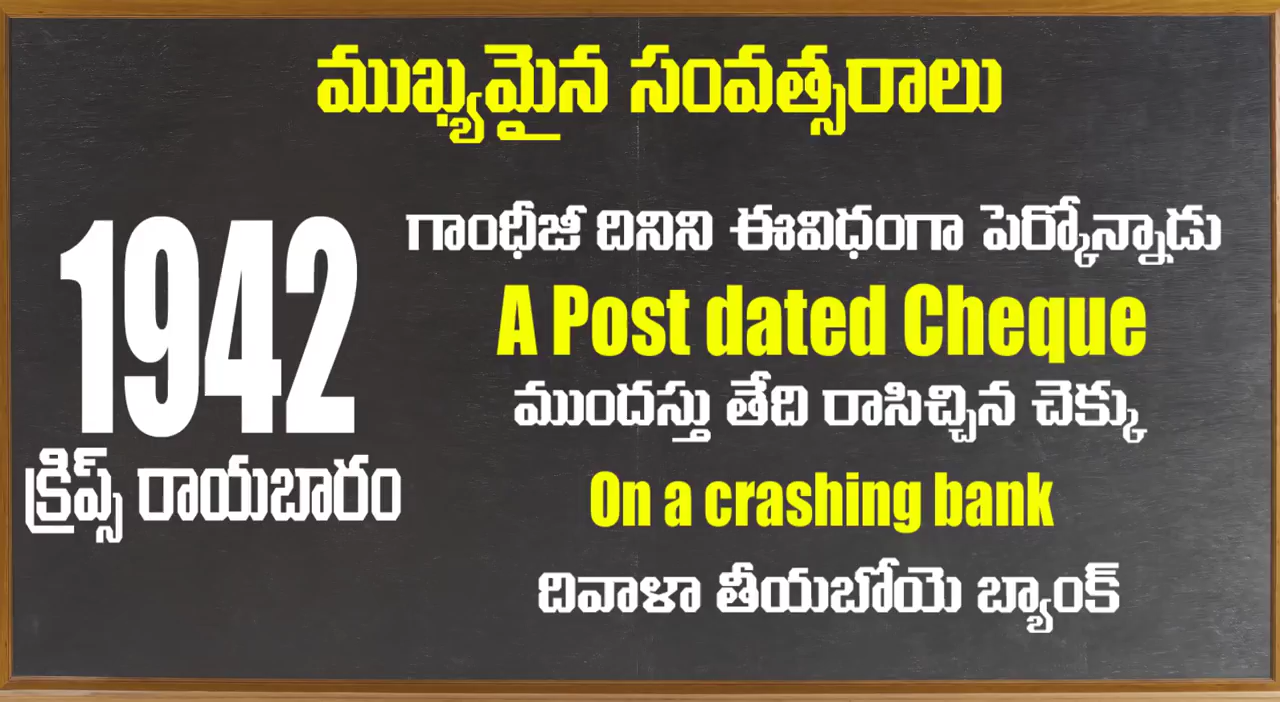 ముఖ్యమైన సంవత్సరాలు
1942
క్రిప్స్ రాయబారం
గాంధీజీ దినిని ఈవిధంగా పెర్కోన్నాడు
A Post dated Cheque
ముందస్తు తేది రాసిచ్చిన చెక్కు
On a crashing bank
దివాళా తీయబోయె బ్యాంక్